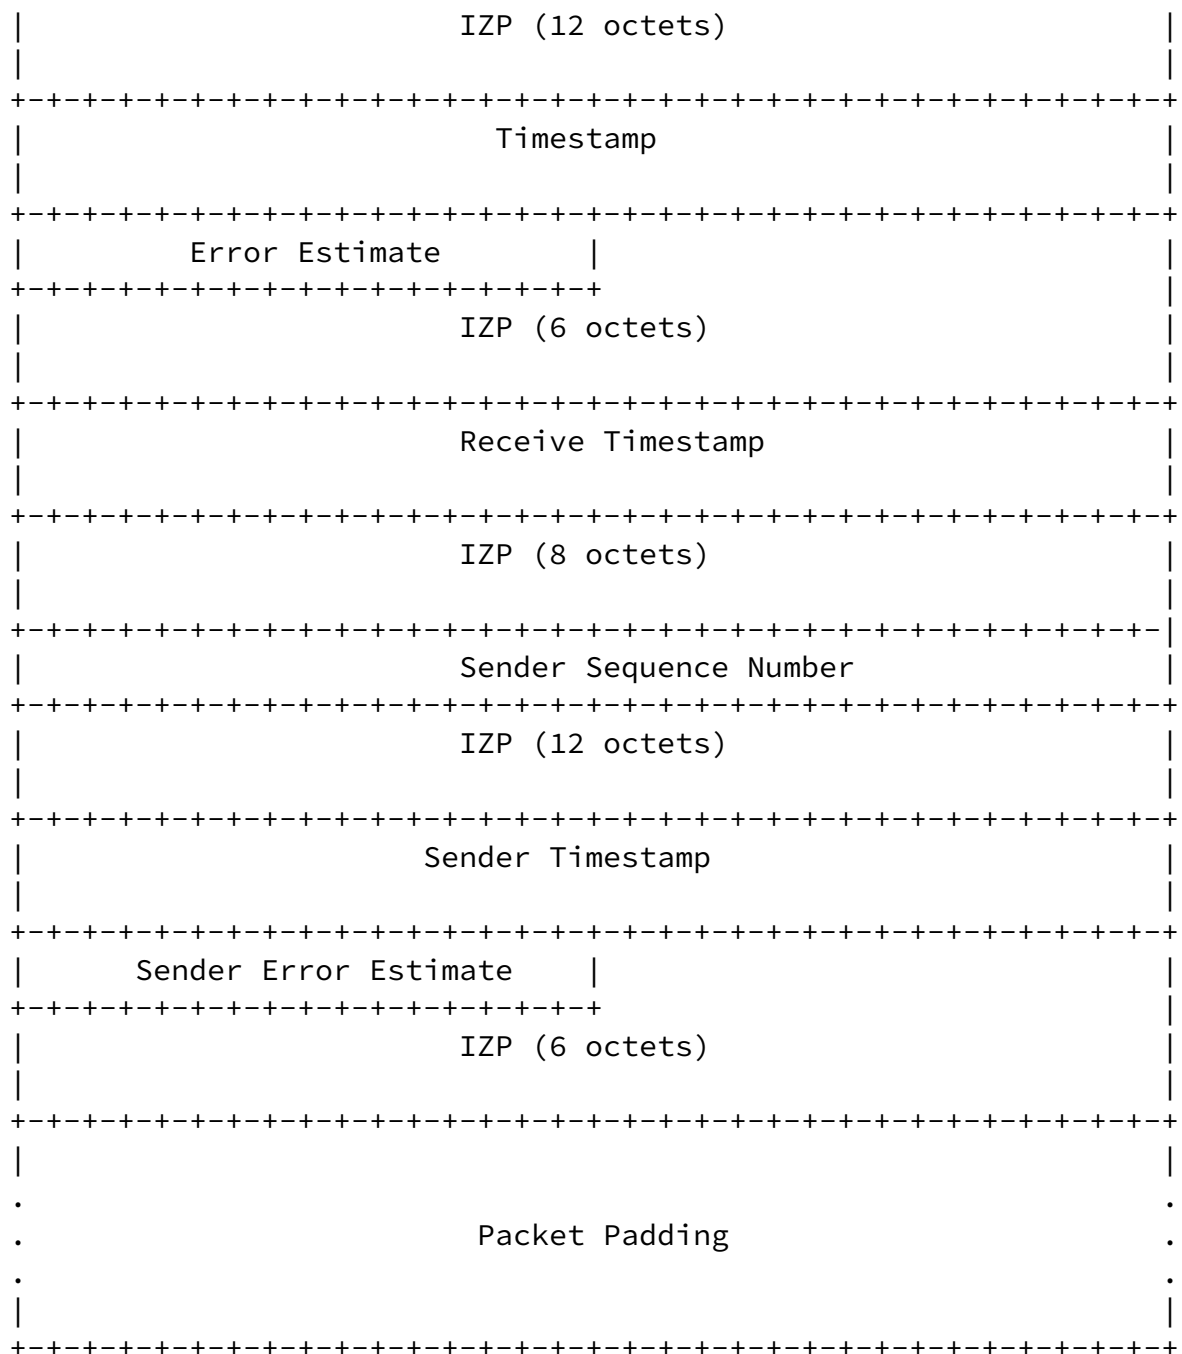 |                        IZP (12 octets)                        |
|                                                               |
+-+-+-+-+-+-+-+-+-+-+-+-+-+-+-+-+-+-+-+-+-+-+-+-+-+-+-+-+-+-+-+-+
|                          Timestamp                            |
|                                                               |
+-+-+-+-+-+-+-+-+-+-+-+-+-+-+-+-+-+-+-+-+-+-+-+-+-+-+-+-+-+-+-+-+
|         Error Estimate        |                               |
+-+-+-+-+-+-+-+-+-+-+-+-+-+-+-+-+                               |
|                        IZP (6 octets)                         |
|                                                               |
+-+-+-+-+-+-+-+-+-+-+-+-+-+-+-+-+-+-+-+-+-+-+-+-+-+-+-+-+-+-+-+-+
|                        Receive Timestamp                      |
|                                                               |
+-+-+-+-+-+-+-+-+-+-+-+-+-+-+-+-+-+-+-+-+-+-+-+-+-+-+-+-+-+-+-+-+
|                        IZP (8 octets)                         |
|                                                               |
+-+-+-+-+-+-+-+-+-+-+-+-+-+-+-+-+-+-+-+-+-+-+-+-+-+-+-+-+-+-+-+-|
|                        Sender Sequence Number                 |
+-+-+-+-+-+-+-+-+-+-+-+-+-+-+-+-+-+-+-+-+-+-+-+-+-+-+-+-+-+-+-+-+
|                        IZP (12 octets)                        |
|                                                               |
+-+-+-+-+-+-+-+-+-+-+-+-+-+-+-+-+-+-+-+-+-+-+-+-+-+-+-+-+-+-+-+-+
|                      Sender Timestamp                         |
|                                                               |
+-+-+-+-+-+-+-+-+-+-+-+-+-+-+-+-+-+-+-+-+-+-+-+-+-+-+-+-+-+-+-+-+
|      Sender Error Estimate    |                               |
+-+-+-+-+-+-+-+-+-+-+-+-+-+-+-+-+                               |
|                        IZP (6 octets)                         |
|                                                               |
+-+-+-+-+-+-+-+-+-+-+-+-+-+-+-+-+-+-+-+-+-+-+-+-+-+-+-+-+-+-+-+-+
|                                                               |
.                                                               .
.                         Packet Padding                        .
.                                                               .
|                                                               |
+-+-+-+-+-+-+-+-+-+-+-+-+-+-+-+-+-+-+-+-+-+-+-+-+-+-+-+-+-+-+-+-+